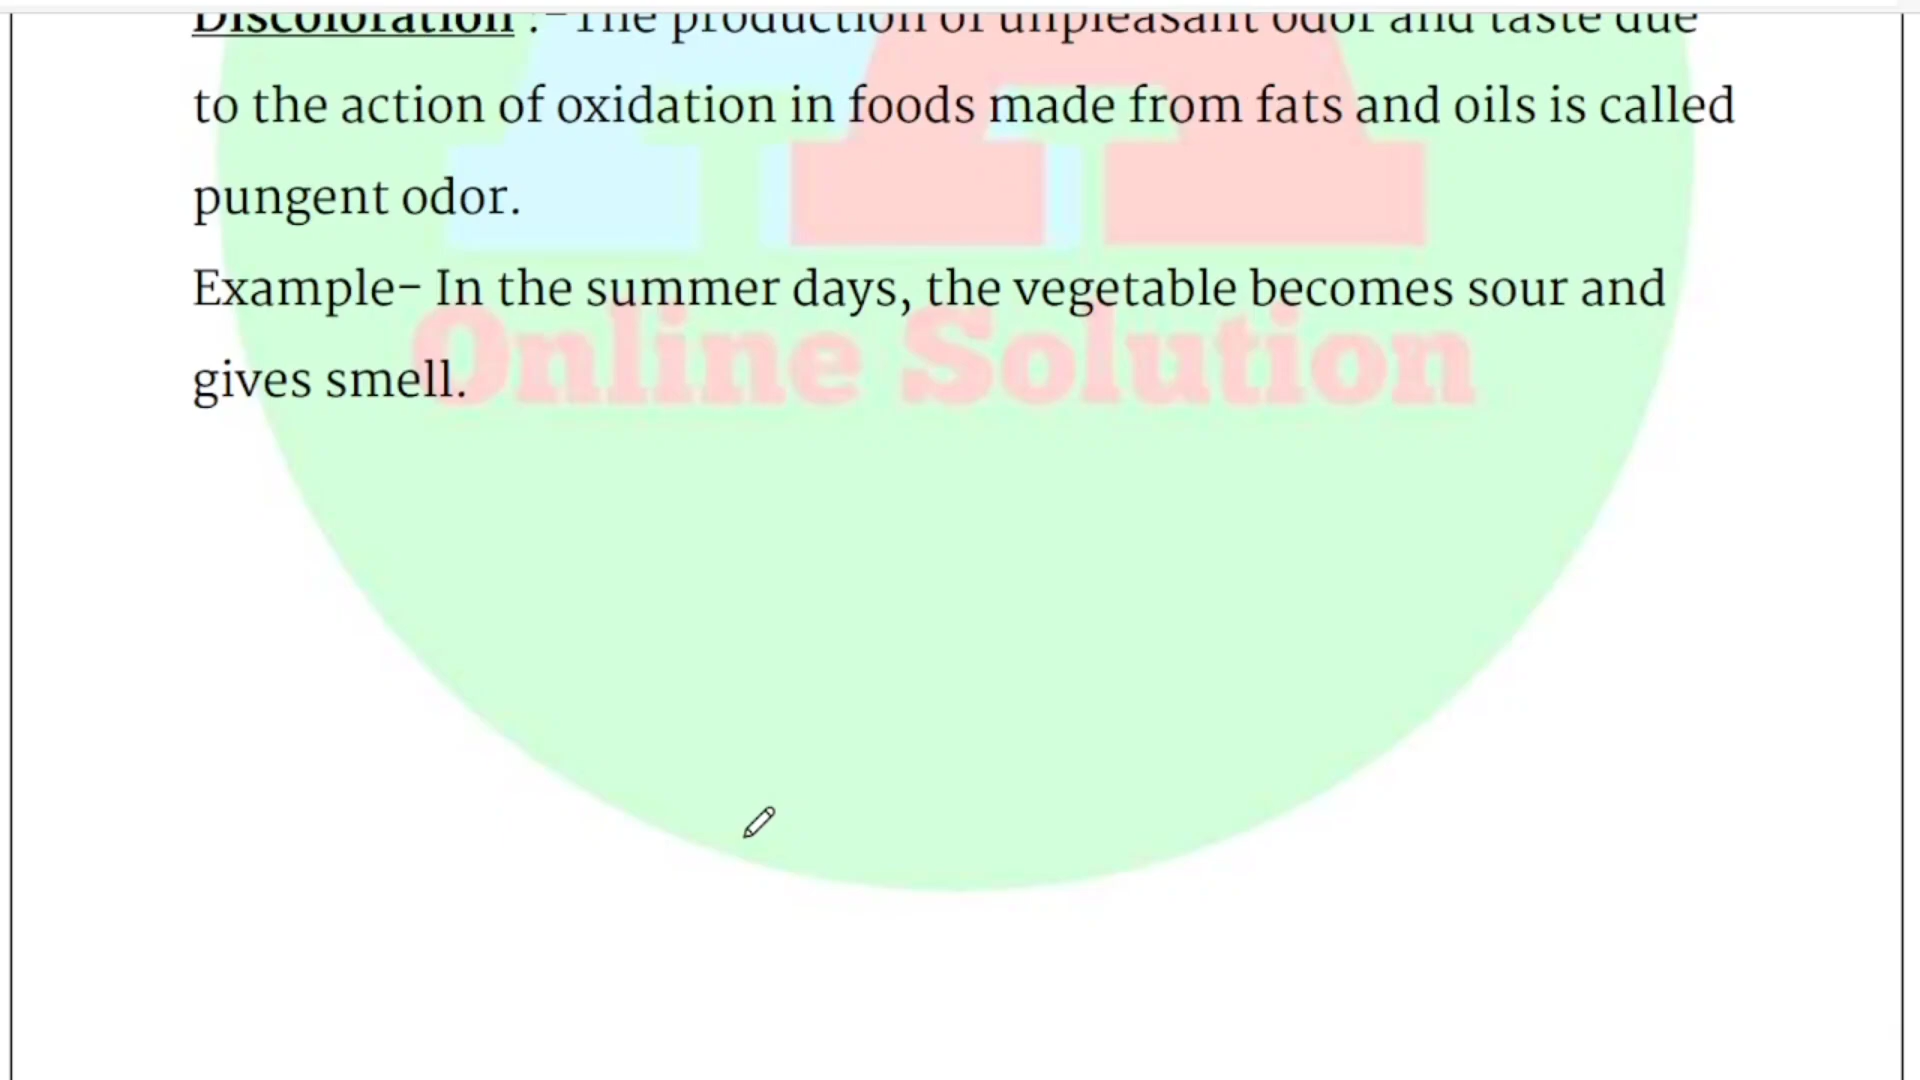 Discoloration :-The production of unpleasant odor and taste due
to the action of oxidation in foods made from fats and oils is called
pungent odor.
Example- In the summer days, the vegetable becomes sour and
gives smell.
Online Solution